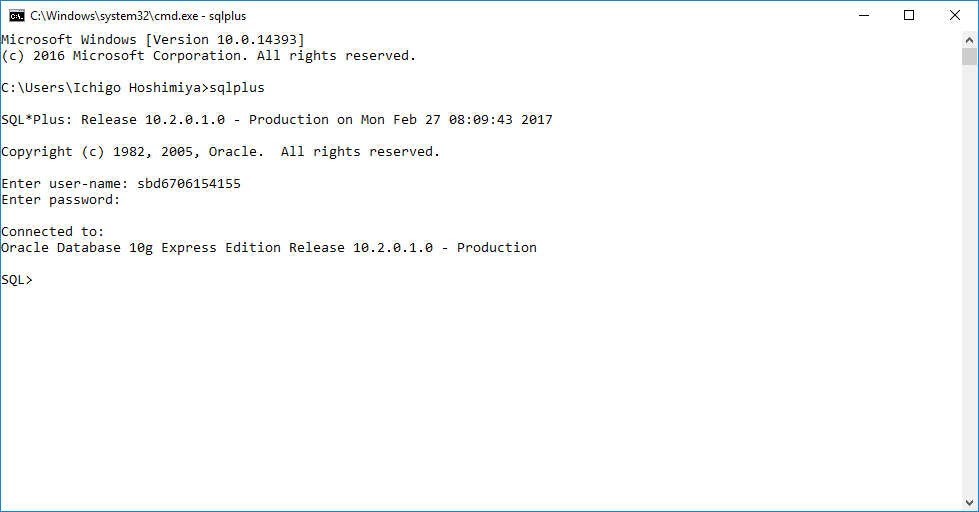 C:\Windows\system32\cmd.exe - sqlplus
Microsoft Windows [Version 10.0.14393]
(c) 2016 Microsoft Corporation. All rights reserved.
C:\Users\Ichigo Hoshimiya>sqlplus
SQL*Plus: Release 10.2.0.1.0 - Production on Mon Feb 27 08:09:43 2017
Copyright (c) 1982, 2005, Oracle.  All rights reserved.
Enter user-name: sbd6706154155
Enter password:
Connected to:
Oracle Database 10g Express Edition Release 10.2.0.1.0 - Production
SQL>